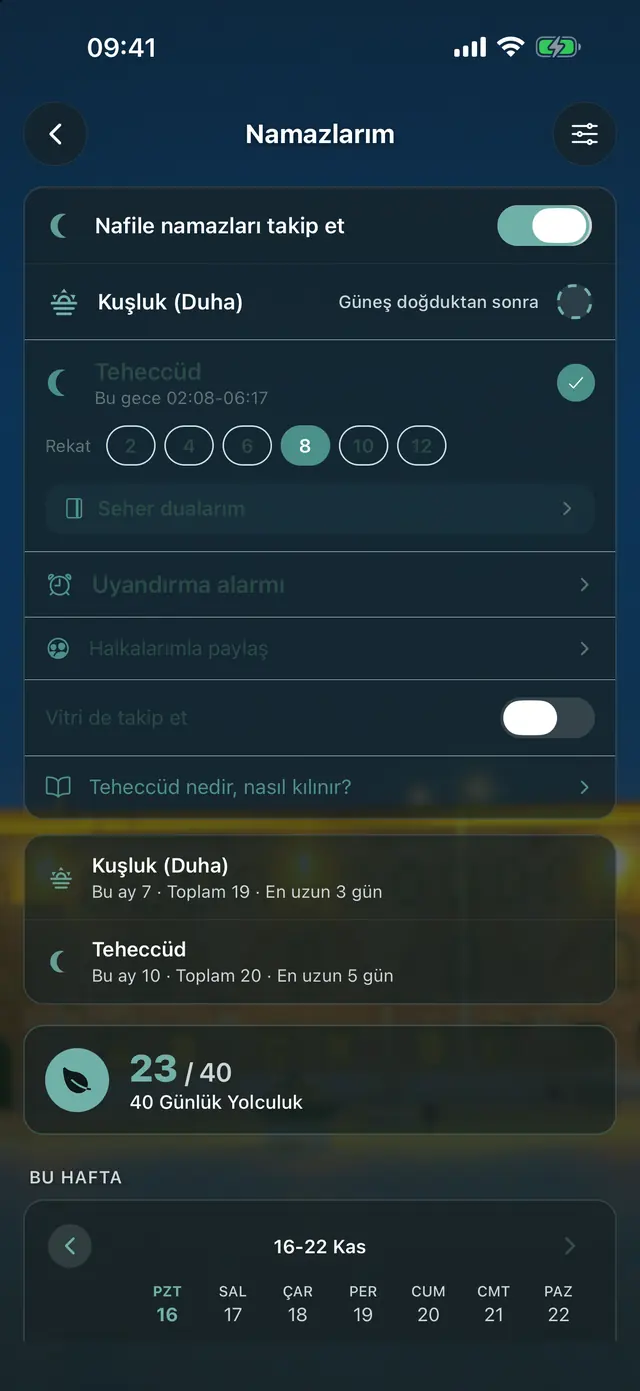 09:41
Namazlarım
Nafile namazları takip et
Kuşluk (Duha) Güneş doğduktan sonra
Teheccüd
Bu gece 02:08-06:17
Rekat 2 4 6 8 10 12
Seher dualarım
Uyandırma alarmı
Halkalarımla paylaş
Vitri de takip et
Teheccüd nedir, nasıl kılınır?
Kuşluk (Duha)
Bu ay 7 · Toplam 19 · En uzun 3 gün
Teheccüd
Bu ay 10 · Toplam 20 · En uzun 5 gün
23 / 40
40 Günlük Yolculuk
BU HAFTA
16-22 Kas
PZT SAL ÇAR PER CUM CMT PAZ
16 17 18 19 20 21 22